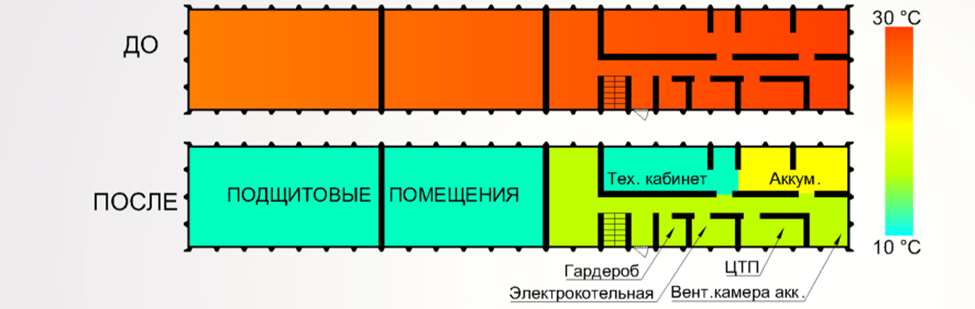 ДО
30 °C
ПОСЛЕ
ПОДЩИТОВЫЕ ПОМЕЩЕНИЯ
Тех. кабинет
Аккум.
10 °C
Гардероб
ЦТП
Электрокотельная
Вент.камера акк.